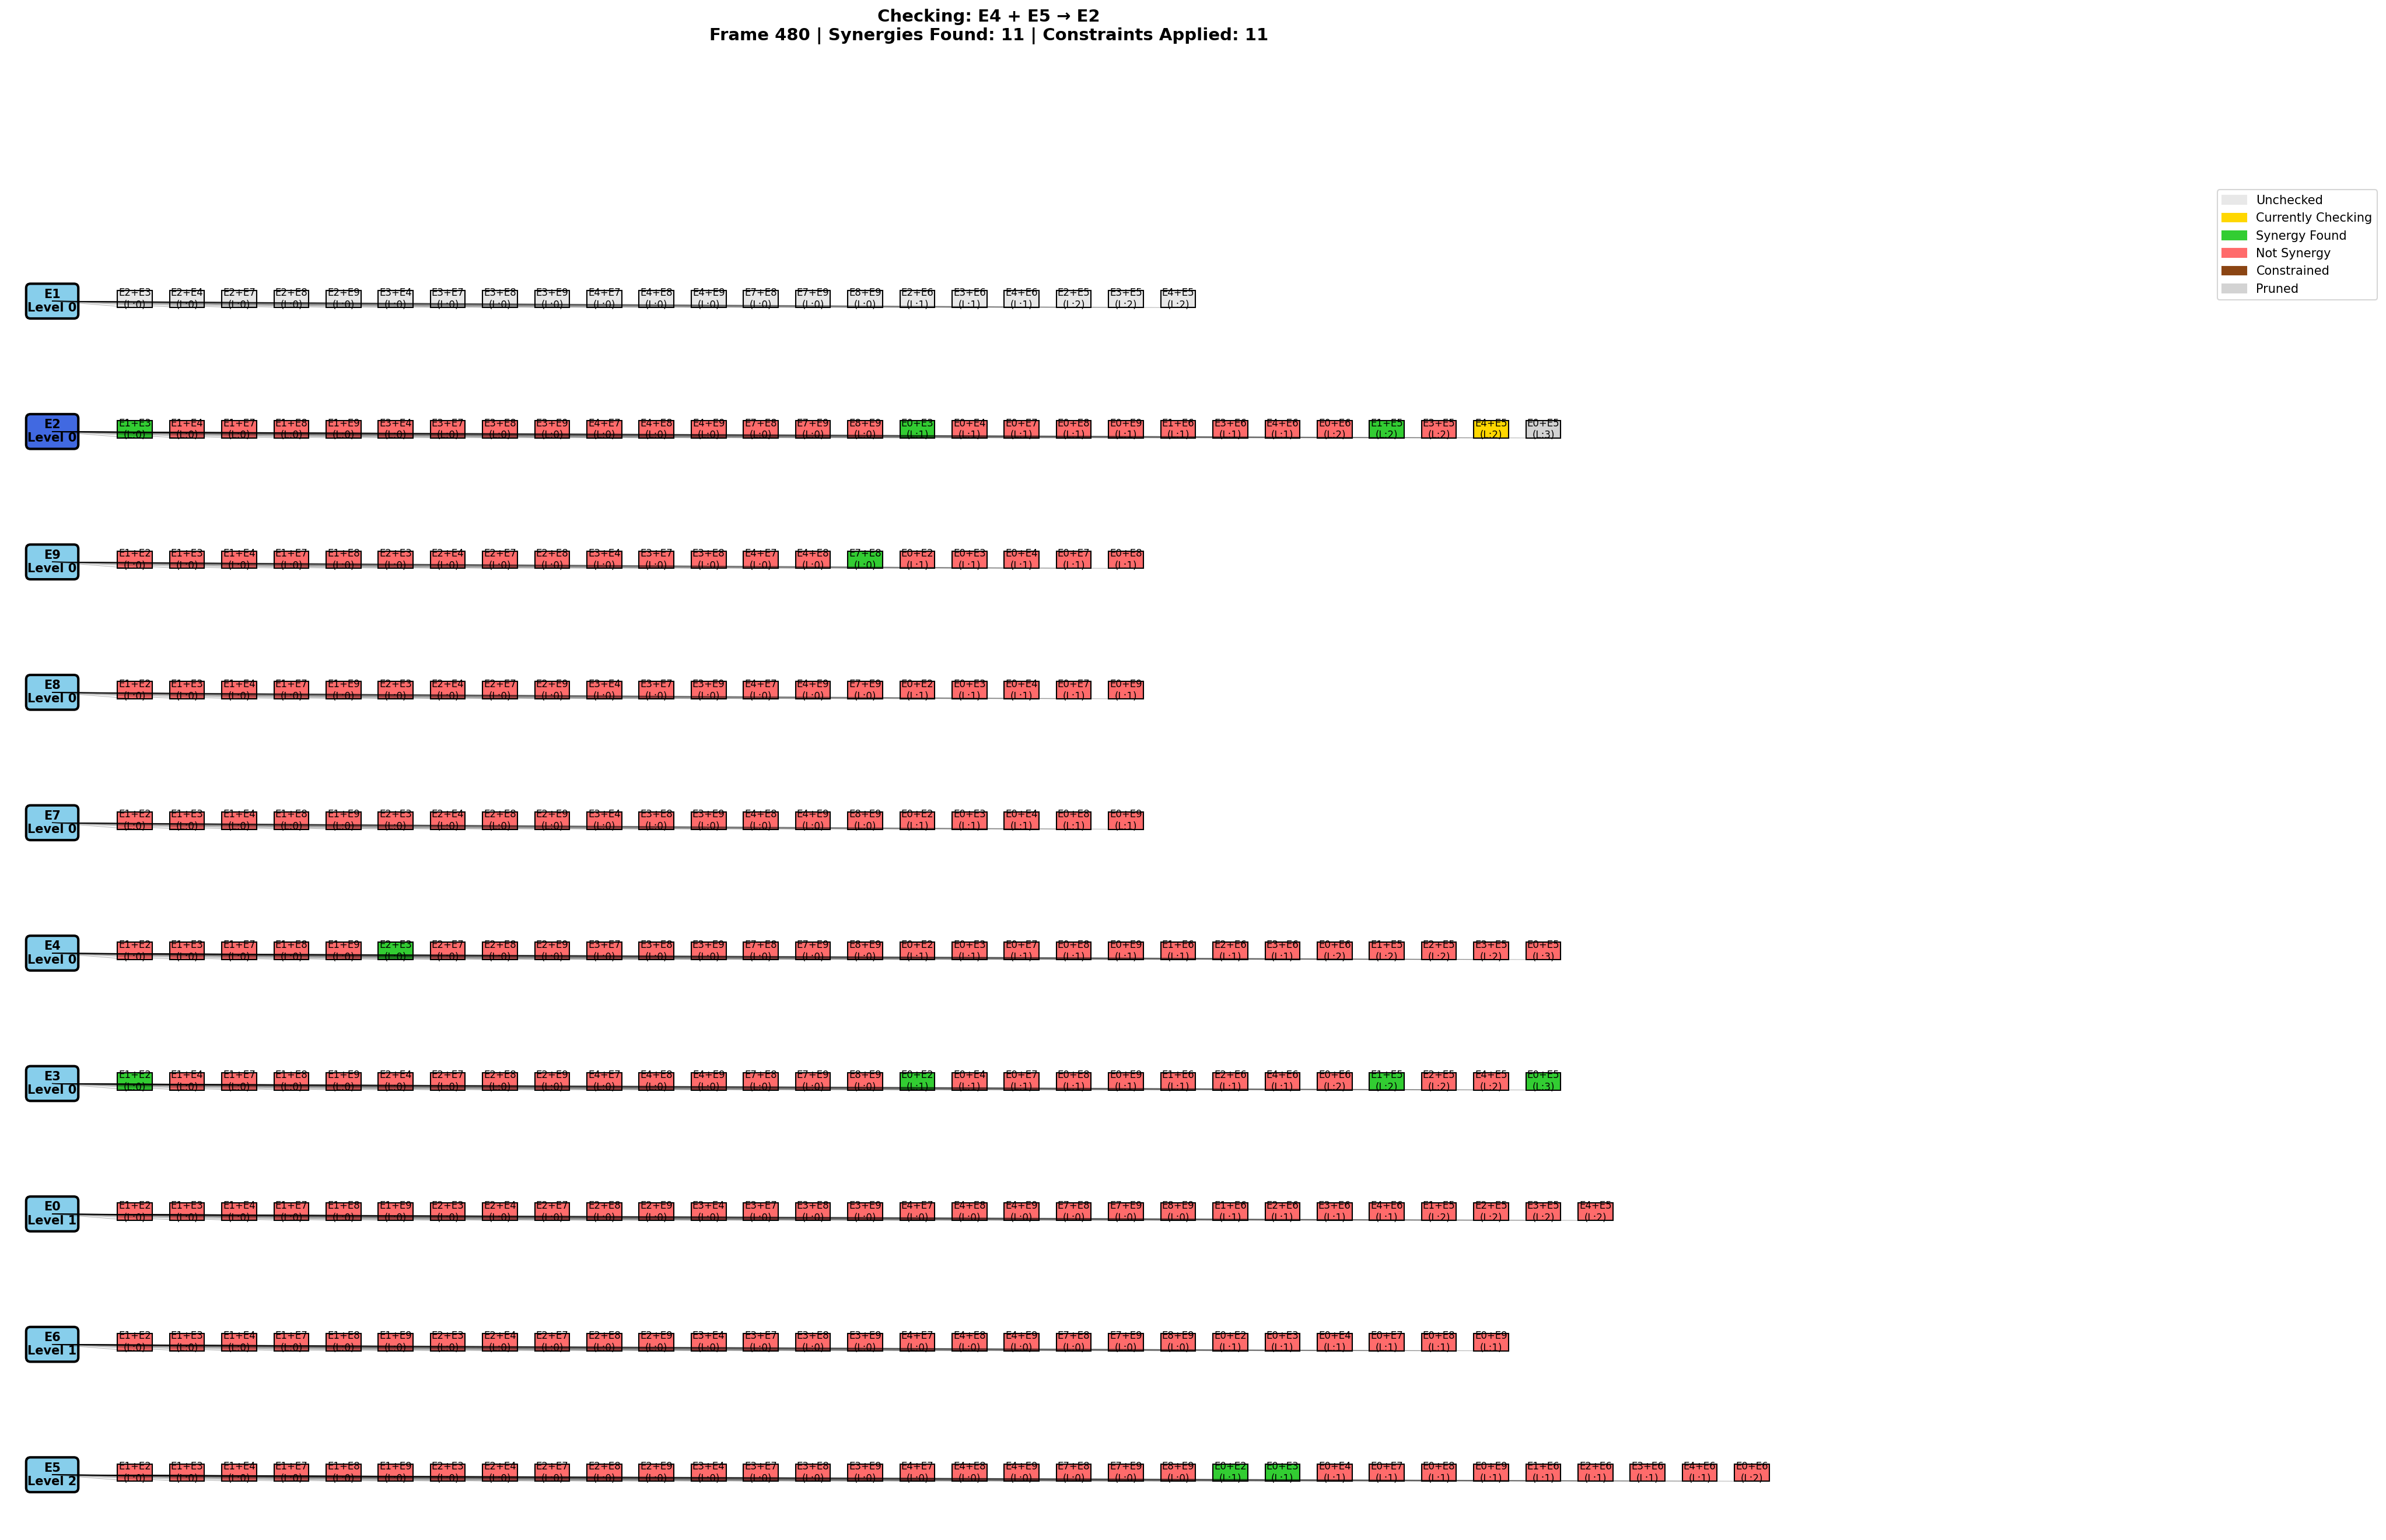 Checking: E4 + E5 → E2
Frame 480 | Synergies Found: 11 | Constraints Applied: 11
Unchecked
Currently Checking
Synergy Found
Not Synergy
Constrained
Pruned
E1 E2+E3 E2+E4 E2+E7 E2+E8 E2+E9 E3+E4 E3+E7 E3+E8 E3+E9 E4+E7 E4+E8 E4+E9 E7+E8 E7+E9 E8+E9 E2+E6 E3+E6 E4+E6 E2+E5 E3+E5 E4+E5
Level 0 (L:0) (L:0) (L:0) (L:0) (L:0) (L:0) (L:0) (L:0) (L:0) (L:0) (L:0) (L:0) (L:0) (L:0) (L:0) (L:1) (L:1) (L:1) (L:2) (L:2) (L:2)
E2 E1+E3 E1+E4 E1+E7 E1+E8 E1+E9 E3+E4 E3+E7 E3+E8 E3+E9 E4+E7 E4+E8 E4+E9 E7+E8 E7+E9 E8+E9 E0+E3 E0+E4 E0+E7 E0+E8 E0+E9 E1+E6 E3+E6 E4+E6 E0+E6 E1+E5 E3+E5 E4+E5 E0+E5
Level 0 (L:0) (L:0) (L:0) (L:0) (L:0) (L:0) (L:0) (L:0) (L:0) (L:0) (L:0) (L:0) (L:0) (L:0) (L:0) (L:1) (L:1) (L:1) (L:1) (L:1) (L:1) (L:1) (L:1) (L:2) (L:2) (L:2) (L:2) (L:3)
E9 E1+E2 E1+E3 E1+E4 E1+E7 E1+E8 E2+E3 E2+E4 E2+E7 E2+E8 E3+E4 E3+E7 E3+E8 E4+E7 E4+E8 E7+E8 E0+E2 E0+E3 E0+E4 E0+E7 E0+E8
Level 0 (L:0) (L:0) (L:0) (L:0) (L:0) (L:0) (L:0) (L:0) (L:0) (L:0) (L:0) (L:0) (L:0) (L:0) (L:0) (L:1) (L:1) (L:1) (L:1) (L:1)
E8 E1+E2 E1+E3 E1+E4 E1+E7 E1+E9 E2+E3 E2+E4 E2+E7 E2+E9 E3+E4 E3+E7 E3+E9 E4+E7 E4+E9 E7+E9 E0+E2 E0+E3 E0+E4 E0+E7 E0+E9
Level 0 (L:0) (L:0) (L:0) (L:0) (L:0) (L:0) (L:0) (L:0) (L:0) (L:0) (L:0) (L:0) (L:0) (L:0) (L:0) (L:1) (L:1) (L:1) (L:1) (L:1)
E7 E1+E2 E1+E3 E1+E4 E1+E8 E1+E9 E2+E3 E2+E4 E2+E8 E2+E9 E3+E4 E3+E8 E3+E9 E4+E8 E4+E9 E8+E9 E0+E2 E0+E3 E0+E4 E0+E8 E0+E9
Level 0 (L:0) (L:0) (L:0) (L:0) (L:0) (L:0) (L:0) (L:0) (L:0) (L:0) (L:0) (L:0) (L:0) (L:0) (L:0) (L:1) (L:1) (L:1) (L:1) (L:1)
E4 E1+E2 E1+E3 E1+E7 E1+E8 E1+E9 E2+E3 E2+E7 E2+E8 E2+E9 E3+E7 E3+E8 E3+E9 E7+E8 E7+E9 E8+E9 E0+E2 E0+E3 E0+E7 E0+E8 E0+E9 E1+E6 E2+E6 E3+E6 E0+E6 E1+E5 E2+E5 E3+E5 E0+E5
Level 0 (L:0) (L:0) (L:0) (L:0) (L:0) (L:0) (L:0) (L:0) (L:0) (L:0) (L:0) (L:0) (L:0) (L:0) (L:0) (L:1) (L:1) (L:1) (L:1) (L:1) (L:1) (L:1) (L:1) (L:2) (L:2) (L:2) (L:2) (L:3)
E3 E1+E2 E1+E4 E1+E7 E1+E8 E1+E9 E2+E4 E2+E7 E2+E8 E2+E9 E4+E7 E4+E8 E4+E9 E7+E8 E7+E9 E8+E9 E0+E2 E0+E4 E0+E7 E0+E8 E0+E9 E1+E6 E2+E6 E4+E6 E0+E6 E1+E5 E2+E5 E4+E5 E0+E5
Level 0 (L:0) (L:0) (L:0) (L:0) (L:0) (L:0) (L:0) (L:0) (L:0) (L:0) (L:0) (L:0) (L:0) (L:0) (L:0) (L:1) (L:1) (L:1) (L:1) (L:1) (L:1) (L:1) (L:1) (L:2) (L:2) (L:2) (L:2) (L:3)
E0 E1+E2 E1+E3 E1+E4 E1+E7 E1+E8 E1+E9 E2+E3 E2+E4 E2+E7 E2+E8 E2+E9 E3+E4 E3+E7 E3+E8 E3+E9 E4+E7 E4+E8 E4+E9 E7+E8 E7+E9 E8+E9 E1+E6 E2+E6 E3+E6 E4+E6 E1+E5 E2+E5 E3+E5 E4+E5
Level 1 (L:0) (L:0) (L:0) (L:0) (L:0) (L:0) (L:0) (L:0) (L:0) (L:0) (L:0) (L:0) (L:0) (L:0) (L:0) (L:0) (L:0) (L:0) (L:0) (L:0) (L:0) (L:1) (L:1) (L:1) (L:1) (L:2) (L:2) (L:2) (L:2)
E6 E1+E2 E1+E3 E1+E4 E1+E7 E1+E8 E1+E9 E2+E3 E2+E4 E2+E7 E2+E8 E2+E9 E3+E4 E3+E7 E3+E8 E3+E9 E4+E7 E4+E8 E4+E9 E7+E8 E7+E9 E8+E9 E0+E2 E0+E3 E0+E4 E0+E7 E0+E8 E0+E9
Level 1 (L:0) (L:0) (L:0) (L:0) (L:0) (L:0) (L:0) (L:0) (L:0) (L:0) (L:0) (L:0) (L:0) (L:0) (L:0) (L:0) (L:0) (L:0) (L:0) (L:0) (L:0) (L:1) (L:1) (L:1) (L:1) (L:1) (L:1)
E5 E1+E2 E1+E3 E1+E4 E1+E7 E1+E8 E1+E9 E2+E3 E2+E4 E2+E7 E2+E8 E2+E9 E3+E4 E3+E7 E3+E8 E3+E9 E4+E7 E4+E8 E4+E9 E7+E8 E7+E9 E8+E9 E0+E2 E0+E3 E0+E4 E0+E7 E0+E8 E0+E9 E1+E6 E2+E6 E3+E6 E4+E6 E0+E6
Level 2 (L:0) (L:0) (L:0) (L:0) (L:0) (L:0) (L:0) (L:0) (L:0) (L:0) (L:0) (L:0) (L:0) (L:0) (L:0) (L:0) (L:0) (L:0) (L:0) (L:0) (L:0) (L:1) (L:1) (L:1) (L:1) (L:1) (L:1) (L:1) (L:1) (L:1) (L:1) (L:2)